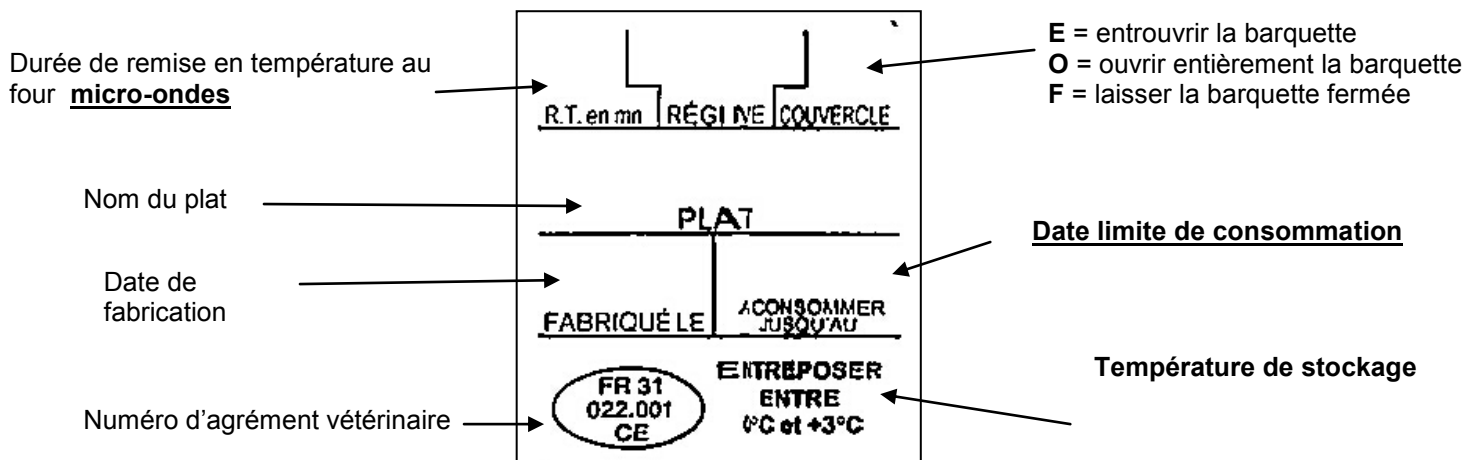 Durée de remise en température au
four micro-ondes
E = entrouvrir la barquette
O = ouvrir entièrement la barquette
F = laisser la barquette fermée
R.T. en mn RÉGIME COUVERCLE
Nom du plat
PLAT
Date limite de consommation
Date de
fabrication
FABRIQUÉ LE
A CONSOMMER
JUSQU'AU
Température de stockage
Numéro d'agrément vétérinaire
FR 31
022.001
CE
ENTREPOSER
ENTRE
0°C et +3°C